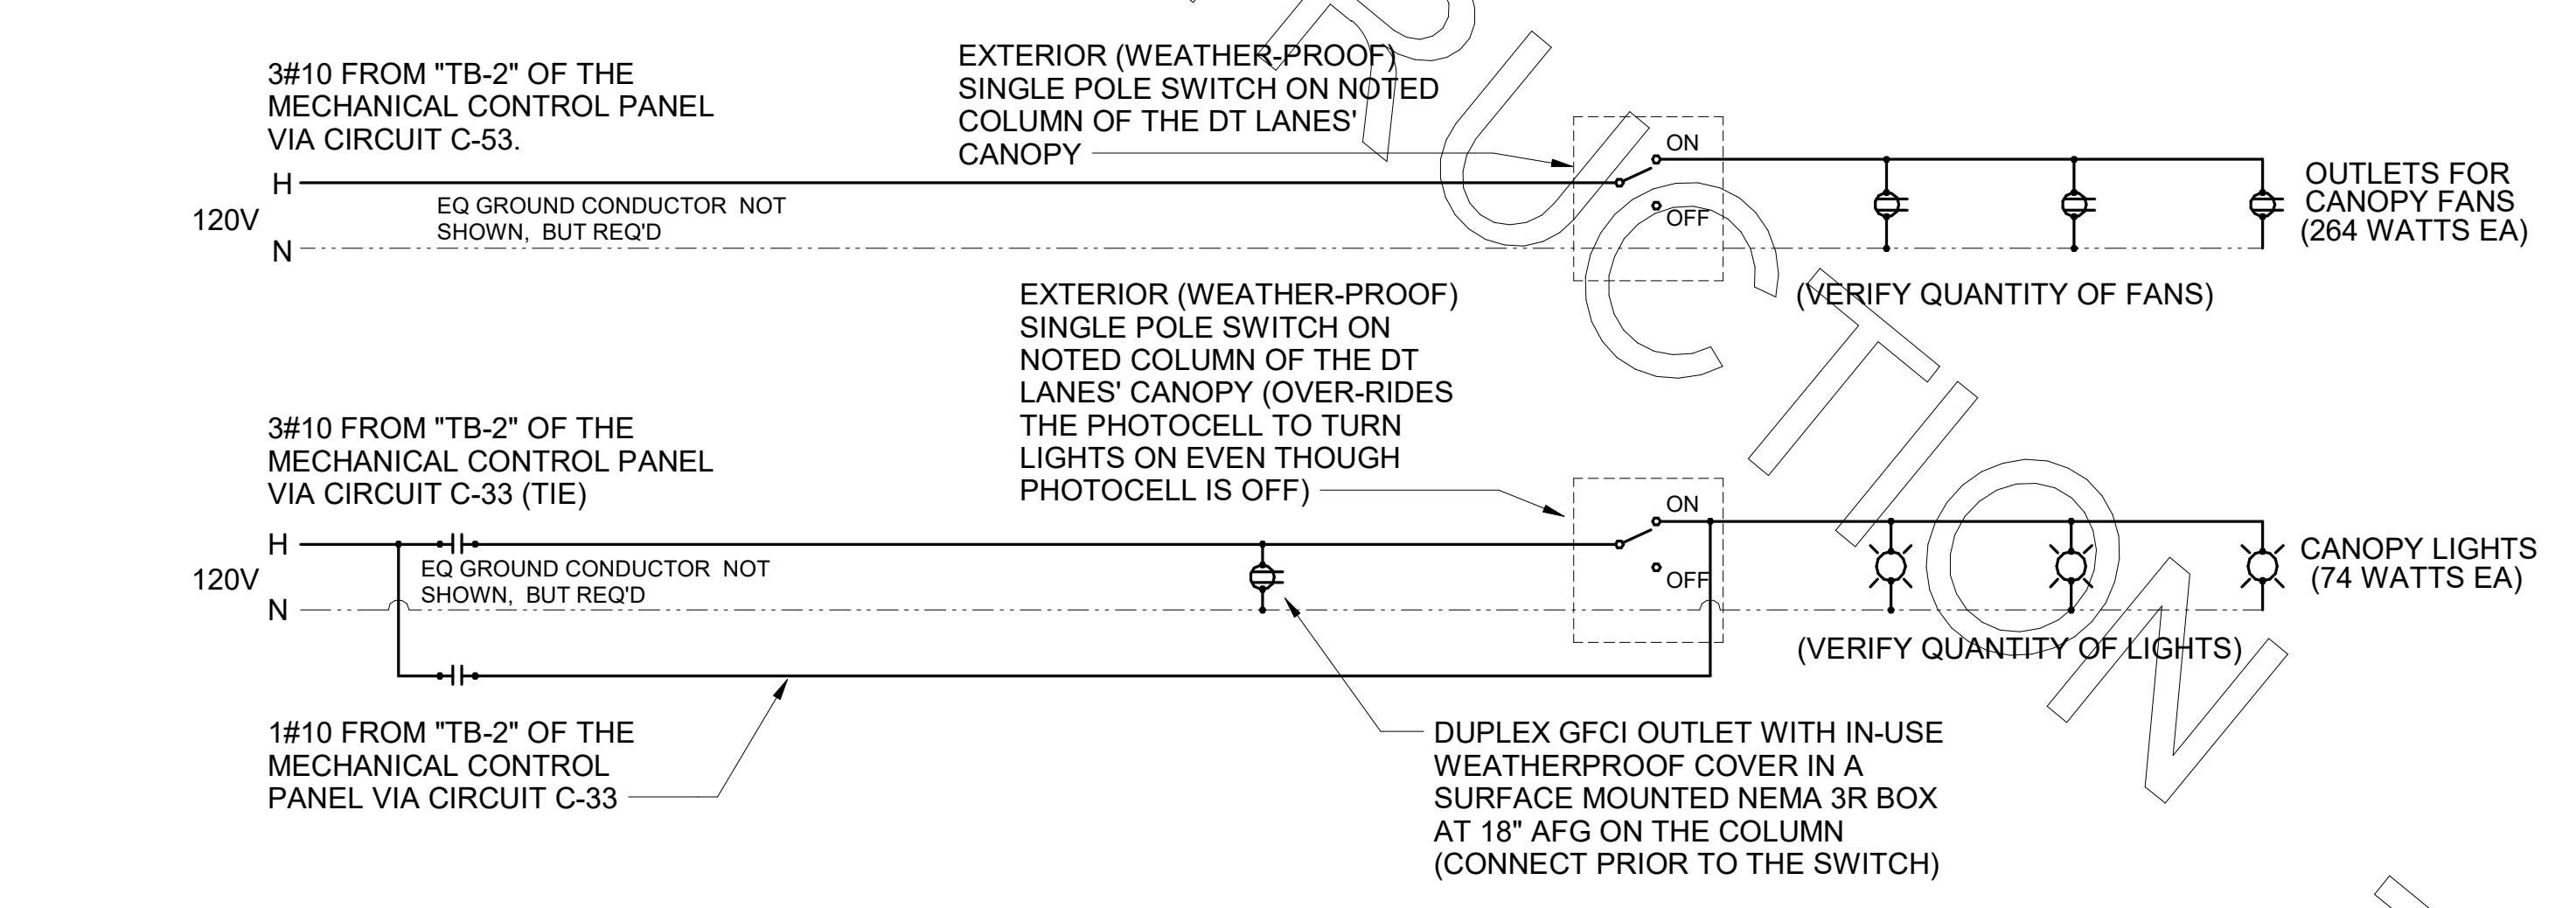 3#10 FROM "TB-2" OF THE
MECHANICAL CONTROL PANEL
VIA CIRCUIT C-53.
EXTERIOR (WEATHER-PROOF)
SINGLE POLE SWITCH ON NOTED
COLUMN OF THE DT LANES'
CANOPY
ON
OFF
H
120V
N
EQ GROUND CONDUCTOR NOT
SHOWN, BUT REQ'D
OUTLETS FOR
CANOPY FANS
(264 WATTS EA)
(VERIFY QUANTITY OF FANS)
EXTERIOR (WEATHER-PROOF)
SINGLE POLE SWITCH ON
NOTED COLUMN OF THE DT
LANES' CANOPY (OVER-RIDES
THE PHOTOCELL TO TURN
LIGHTS ON EVEN THOUGH
PHOTOCELL IS OFF)
3#10 FROM "TB-2" OF THE
MECHANICAL CONTROL PANEL
VIA CIRCUIT C-33 (TIE)
ON
OFF
H
120V
N
EQ GROUND CONDUCTOR NOT
SHOWN, BUT REQ'D
CANOPY LIGHTS
(74 WATTS EA)
(VERIFY QUANTITY OF LIGHTS)
1#10 FROM "TB-2" OF THE
MECHANICAL CONTROL
PANEL VIA CIRCUIT C-33
DUPLEX GFCI OUTLET WITH IN-USE
WEATHERPROOF COVER IN A
SURFACE MOUNTED NEMA 3R BOX
AT 18" AFG ON THE COLUMN
(CONNECT PRIOR TO THE SWITCH)
RUCTION